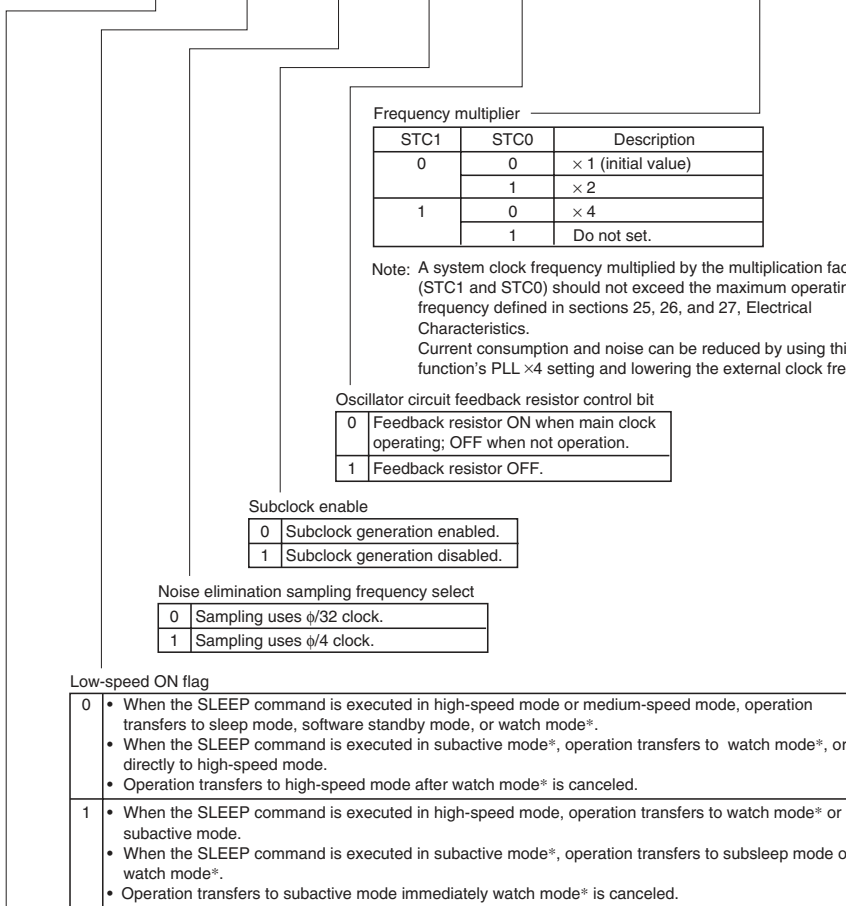 Frequency multiplier
STC1 STC0 Description
0 0 × 1 (initial value)
1 × 2
1 0 × 4
1 Do not set.
Note: A system clock frequency multiplied by the multiplication
(STC1 and STC0) should not exceed the maximum
frequency defined in sections 25, 26, and 27, Electrical
Characteristics.
Current consumption and noise can be reduced by using
function's PLL ×4 setting and lowering the external clock
Oscillator circuit feedback resistor control bit
0 Feedback resistor ON when main clock
operating; OFF when not operation.
1 Feedback resistor OFF.
Subclock enable
0 Subclock generation enabled.
1 Subclock generation disabled.
Noise elimination sampling frequency select
0 Sampling uses ϕ/32 clock.
1 Sampling uses ϕ/4 clock.
Low-speed ON flag
0 • When the SLEEP command is executed in high-speed mode or medium-speed mode, operation
transfers to sleep mode, software standby mode, or watch mode*.
• When the SLEEP command is executed in subactive mode*, operation transfers to watch mode*, or
directly to high-speed mode.
• Operation transfers to high-speed mode after watch mode* is canceled.
1 • When the SLEEP command is executed in high-speed mode, operation transfers to watch mode* or
subactive mode.
• When the SLEEP command is executed in subactive mode*, operation transfers to subsleep mode
watch mode*.
• Operation transfers to subactive mode immediately watch mode* is canceled.